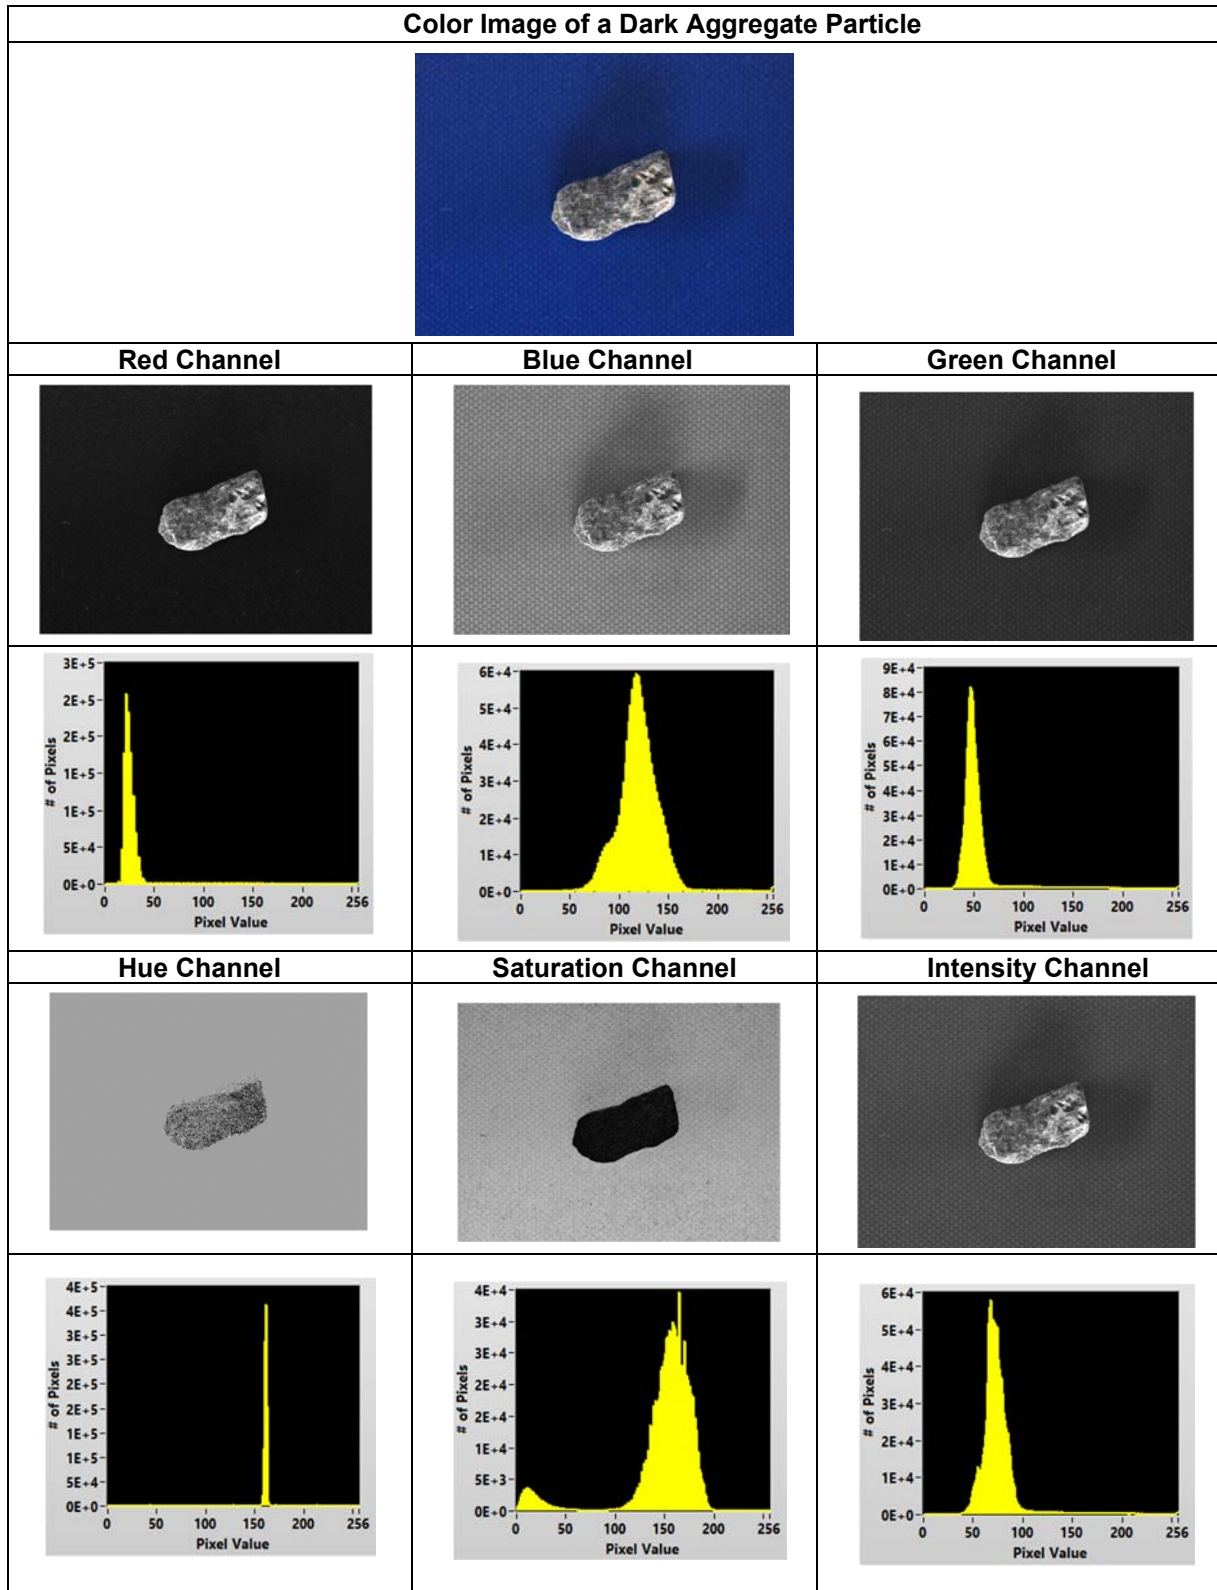 Color Image of a Dark Aggregate Particle
Red Channel
Blue Channel
Green Channel
3E+5
2E+5
2E+5
1E+5
1E+5
5E+4
0E+0
# of Pixels
0 50 100 150 200 256
Pixel Value
6E+4
5E+4
4E+4
3E+4
2E+4
1E+4
0E+0
# of Pixels
0 50 100 150 200 256
Pixel Value
9E+4
8E+4
7E+4
6E+4
5E+4
4E+4
3E+4
2E+4
1E+4
0E+0
# of Pixels
0 50 100 150 200 256
Pixel Value
Hue Channel
Saturation Channel
Intensity Channel
4E+5
4E+5
3E+5
3E+5
2E+5
2E+5
1E+5
1E+5
5E+4
0E+0
# of Pixels
0 50 100 150 200 256
Pixel Value
4E+4
3E+4
3E+4
2E+4
2E+4
1E+4
5E+3
0E+0
# of Pixels
0 50 100 150 200 256
Pixel Value
6E+4
5E+4
4E+4
3E+4
2E+4
1E+4
0E+0
# of Pixels
0 50 100 150 200 256
Pixel Value